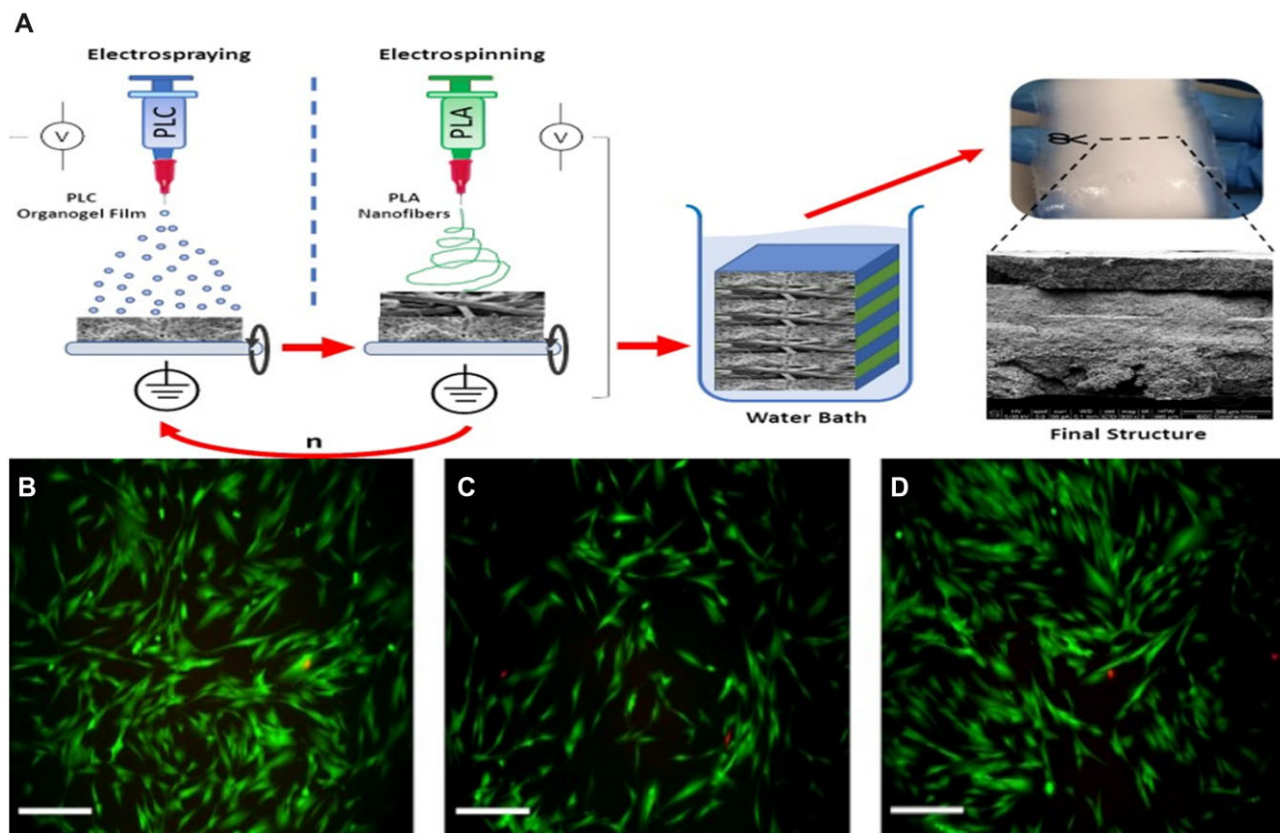 A
Electrospraying
Electrospinning
PLC
PLA
V
V
PLC
Organogel Film
PLA
Nanofibers
Water Bath
n
Final Structure
B
C
D